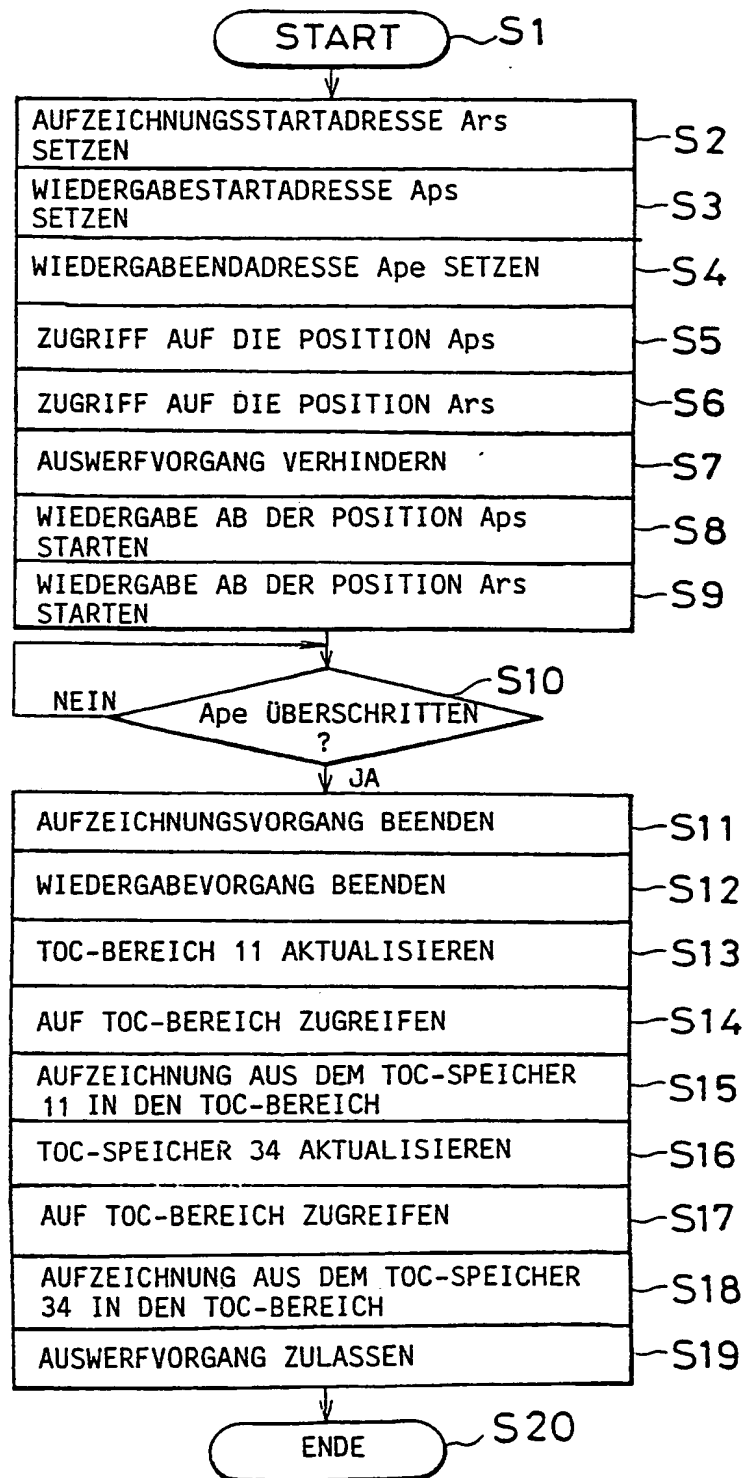 START S1
AUFZEICHNUNGSSTARTADRESSE Ars
SETZEN S2
WIEDERGABESTARTADRESSE Aps
SETZEN S3
WIEDERGABEENDADRESSE Ape SETZEN S4
ZUGRIFF AUF DIE POSITION Aps S5
ZUGRIFF AUF DIE POSITION Ars S6
AUSWERFVORGANG VERHINDERN S7
WIEDERGABE AB DER POSITION Aps
STARTEN S8
WIEDERGABE AB DER POSITION Ars
STARTEN S9
S10
NEIN
Ape ÜBERSCHRITTEN
?
JA
AUFZEICHNUNGSVORGANG BEENDEN S11
WIEDERGABEVORGANG BEENDEN S12
TOC-BEREICH 11 AKTUALISIEREN S13
AUF TOC-BEREICH ZUGREIFEN S14
AUFZEICHNUNG AUS DEM TOC-SPEICHER
11 IN DEN TOC-BEREICH S15
TOC-SPEICHER 34 AKTUALISIEREN S16
AUF TOC-BEREICH ZUGREIFEN S17
AUFZEICHNUNG AUS DEM TOC-SPEICHER
34 IN DEN TOC-BEREICH S18
AUSWERFVORGANG ZULASSEN S19
ENDE S20